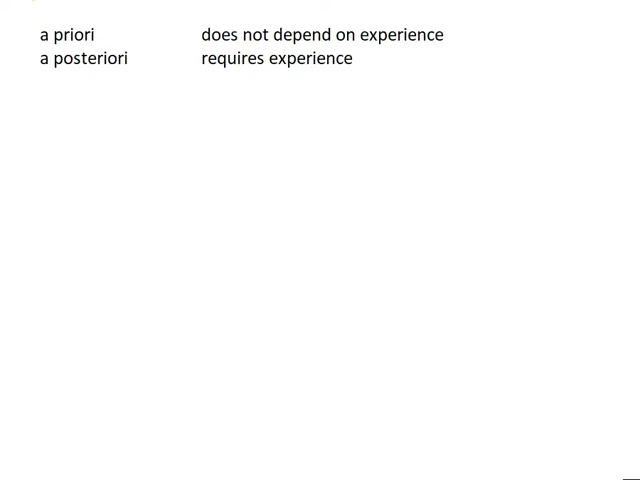 a priori does not depend on experience
a posteriori requires experience